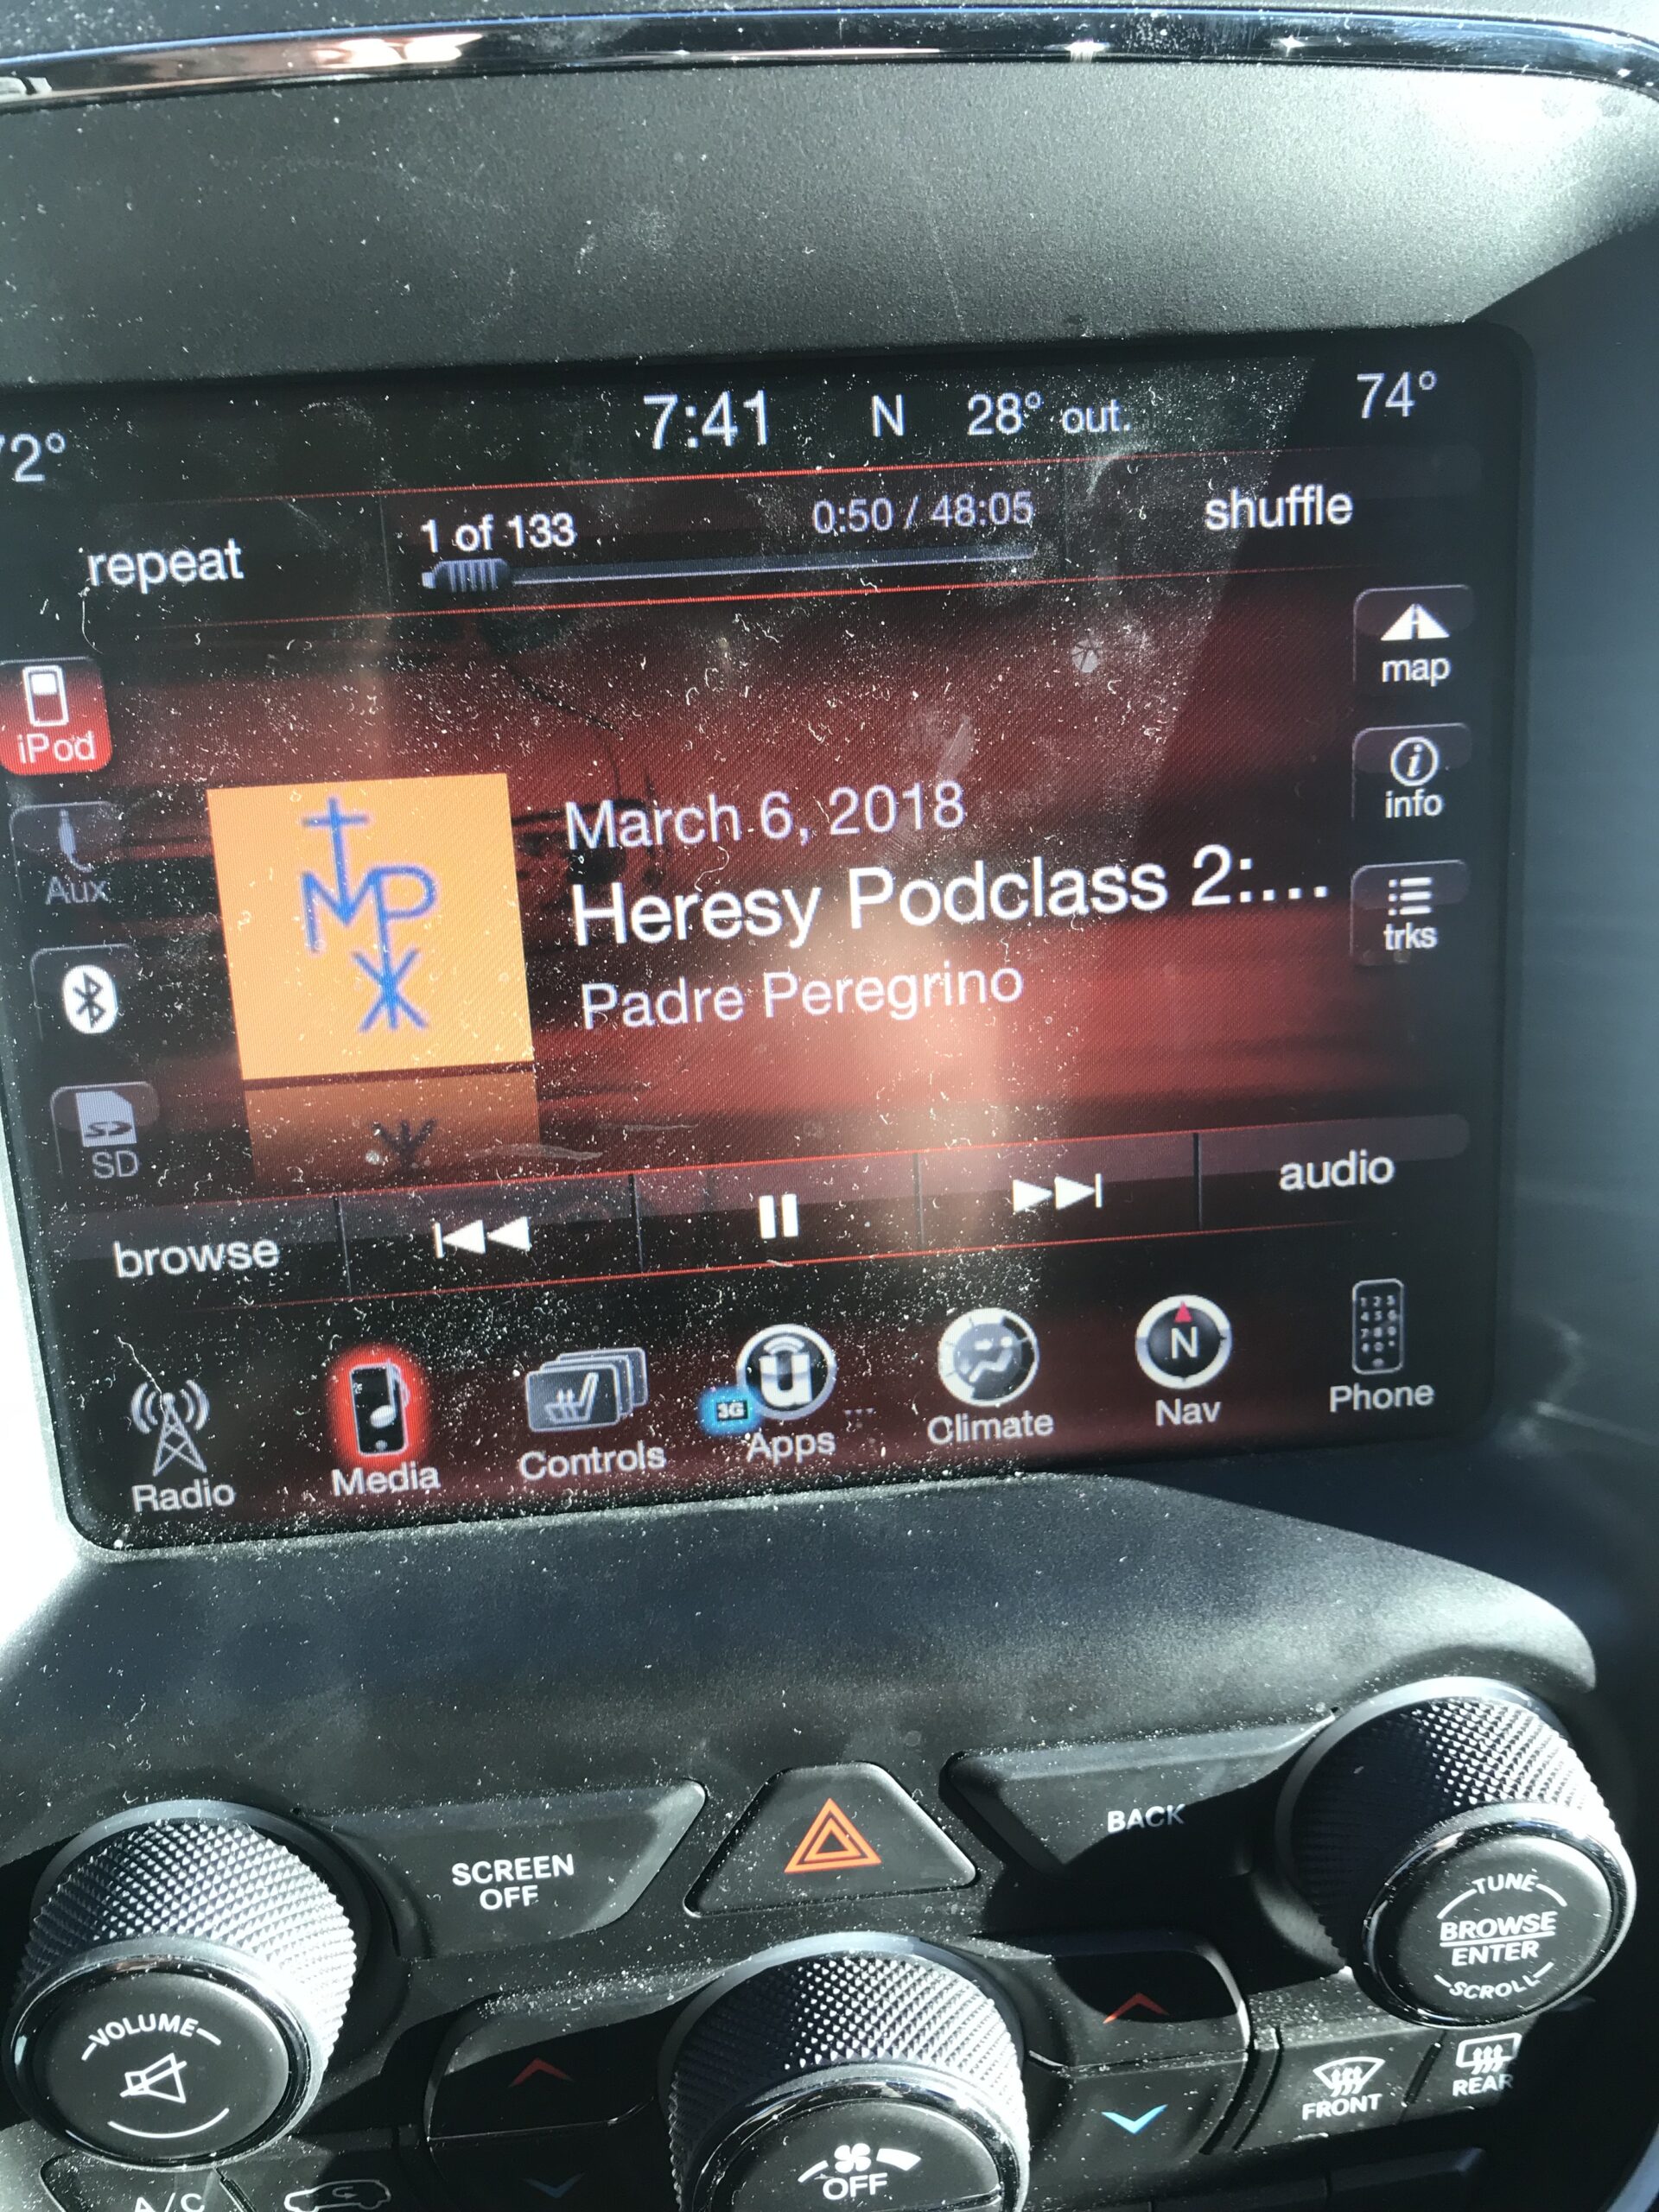 7:41 N 28° out. 74°
2°
repeat
1 of 133 0:50 / 48:05
shuffle
map
iPod
info
March 6, 2018
Aux
MPX
Heresy Podclass 2:...
trks
Padre Peregrino
SD
browse
audio
3G
N
Radio
Media
Controls
Apps
Climate
Nav
Phone
SCREEN
OFF
BACK
TUNE
BROWSE
ENTER
SCROLL
VOLUME
FRONT
REAR
OFF
A/C